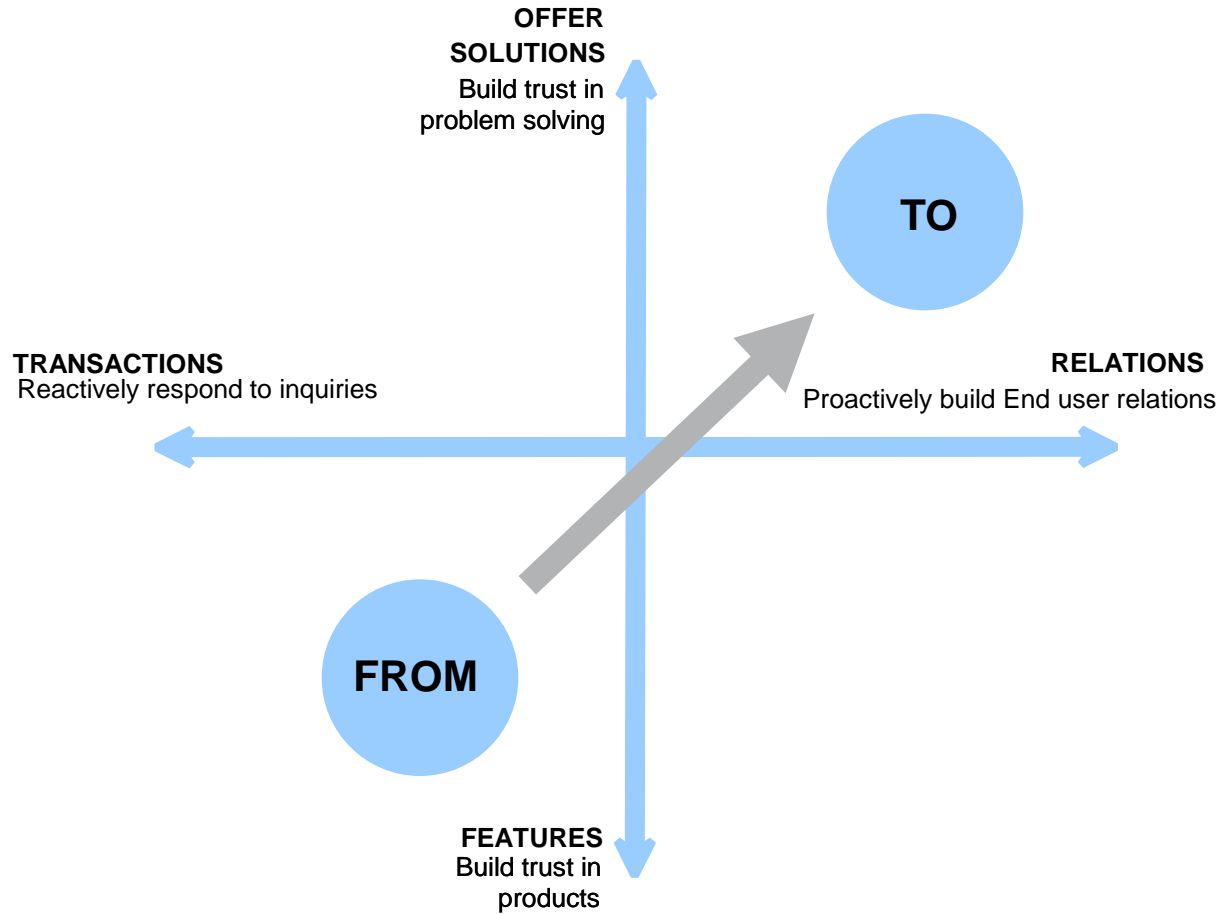 OFFER
SOLUTIONS
Build trust in
problem solving
TO
TRANSACTIONS
Reactively respond to inquiries
RELATIONS
Proactively build End user relations
FROM
FEATURES
Build trust in
products